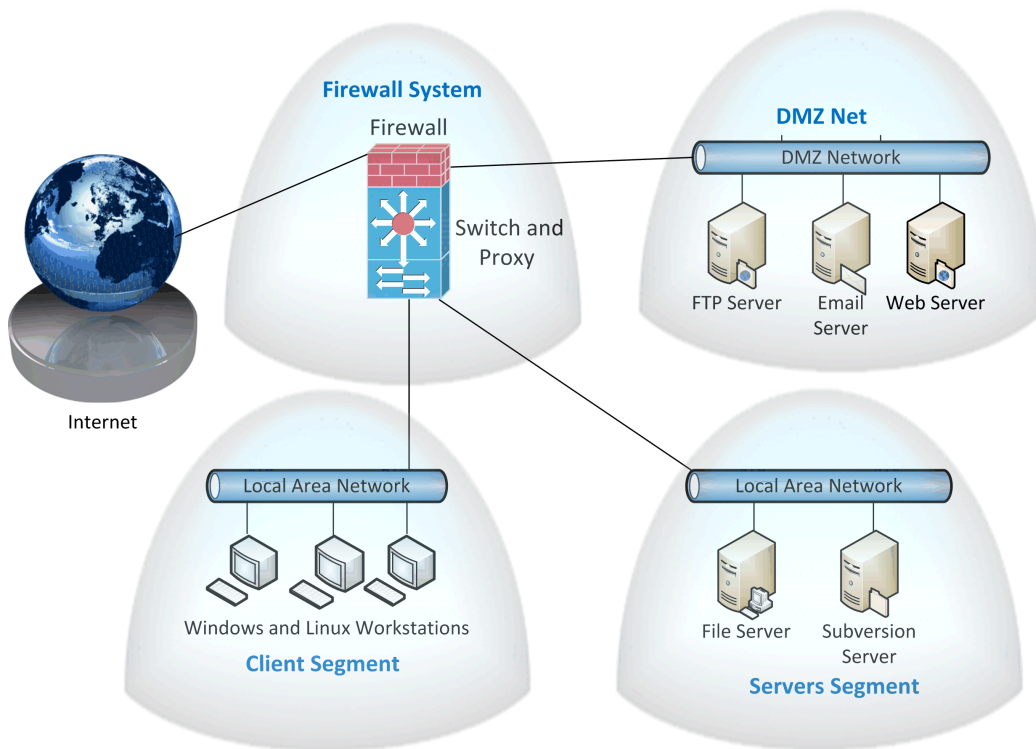 Firewall System
Firewall
Switch and
Proxy
Internet
DMZ Net
DMZ Network
FTP Server
Email
Server
Web Server
Local Area Network
Windows and Linux Workstations
Client Segment
Local Area Network
File Server
Subversion
Server
Servers Segment